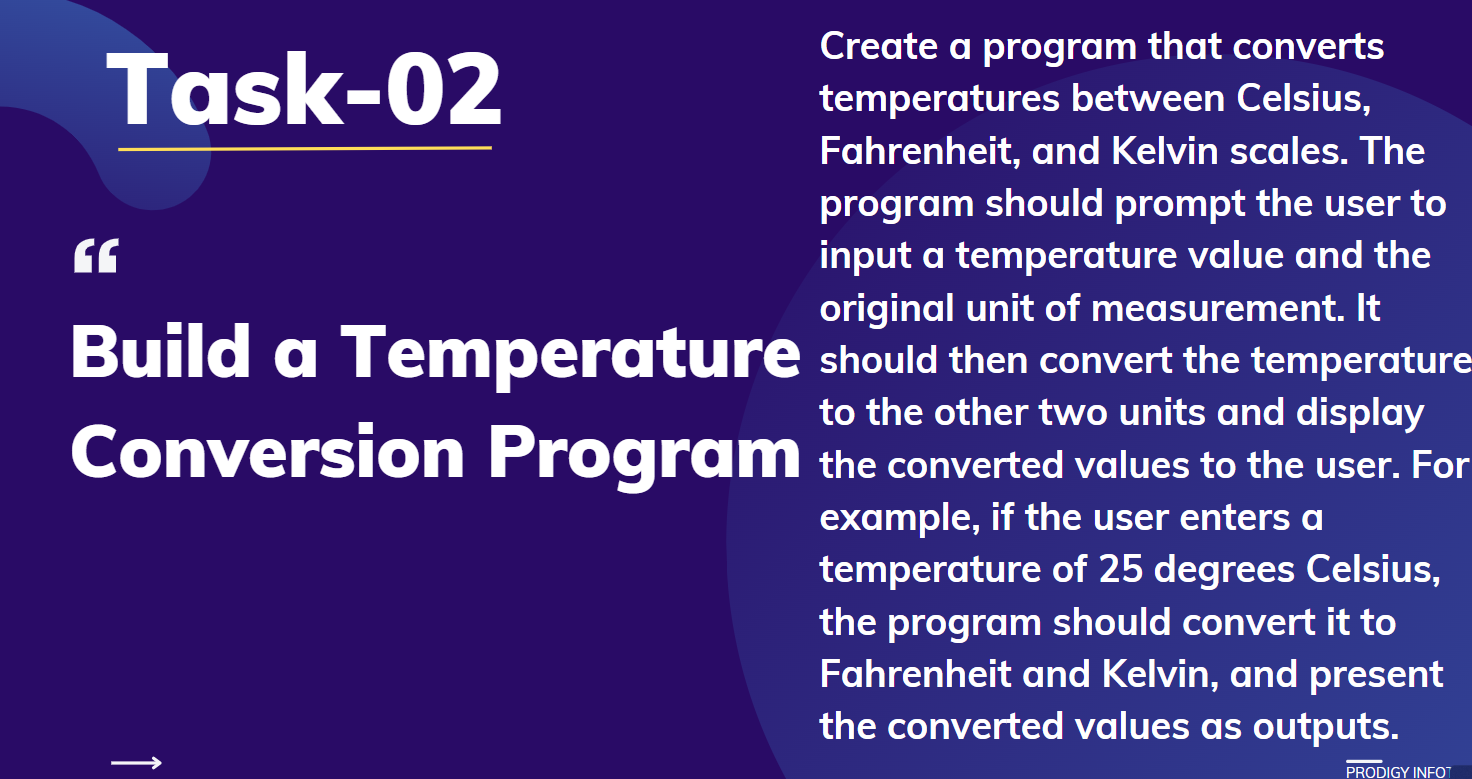 Task-02
“
Build a Temperature
Conversion Program
Create a program that converts
temperatures between Celsius,
Fahrenheit, and Kelvin scales. The
program should prompt the user to
input a temperature value and the
original unit of measurement. It
should then convert the temperature
to the other two units and display
the converted values to the user. For
example, if the user enters a
temperature of 25 degrees Celsius,
the program should convert it to
Fahrenheit and Kelvin, and present
the converted values as outputs.
PRODIGY